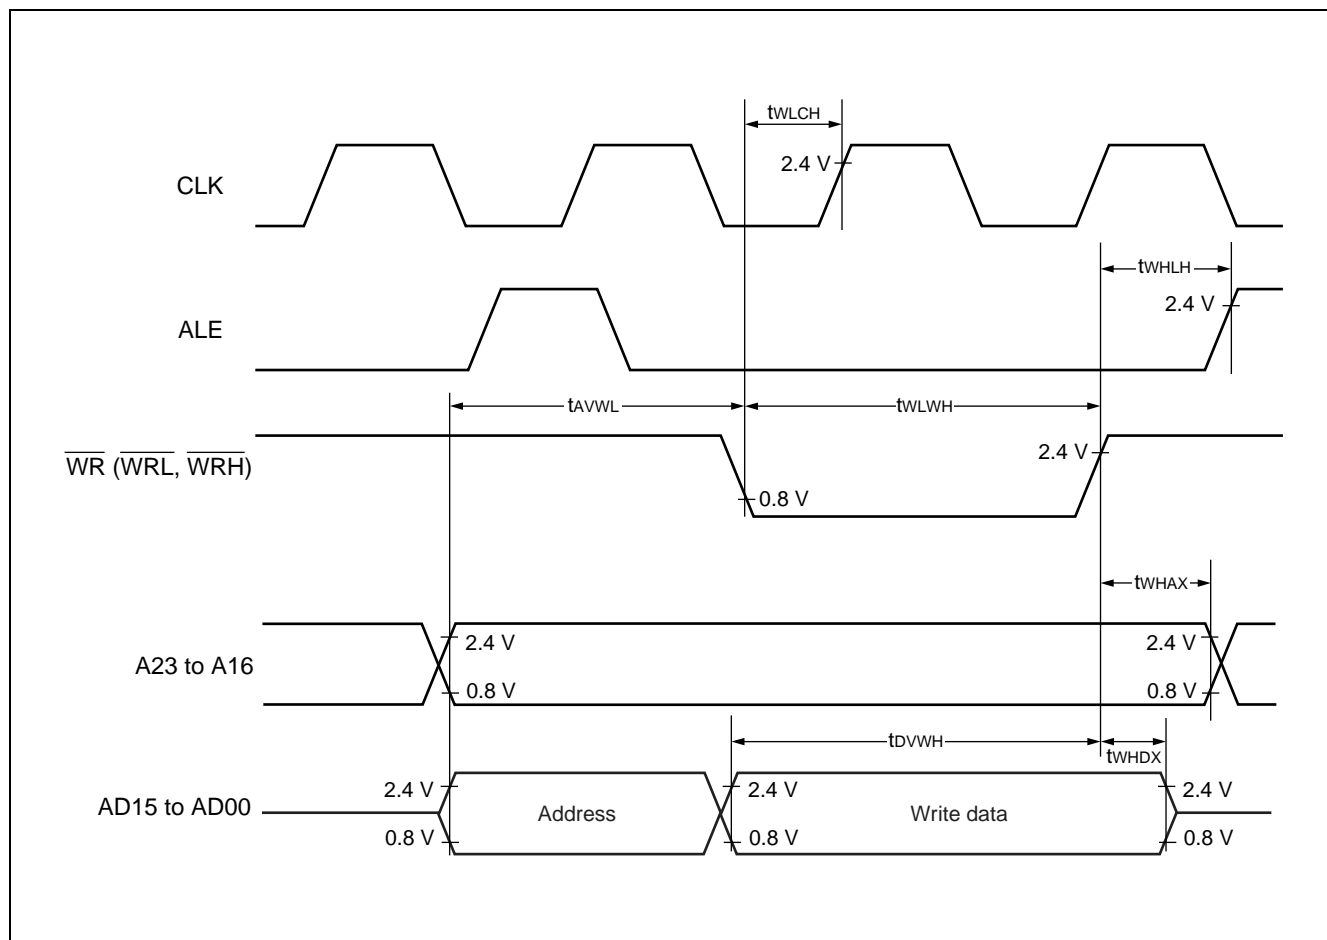 tWLCH
2.4 V
CLK
tWHLH
2.4 V
ALE
tAVWL tWLWH
2.4 V
WR (WRL, WRH)
0.8 V
tWHAX
2.4 V 2.4 V
A23 to A16
0.8 V 0.8 V
tDVWH
tWHDX
2.4 V 2.4 V 2.4 V
AD15 to AD00 Address Write data
0.8 V 0.8 V 0.8 V